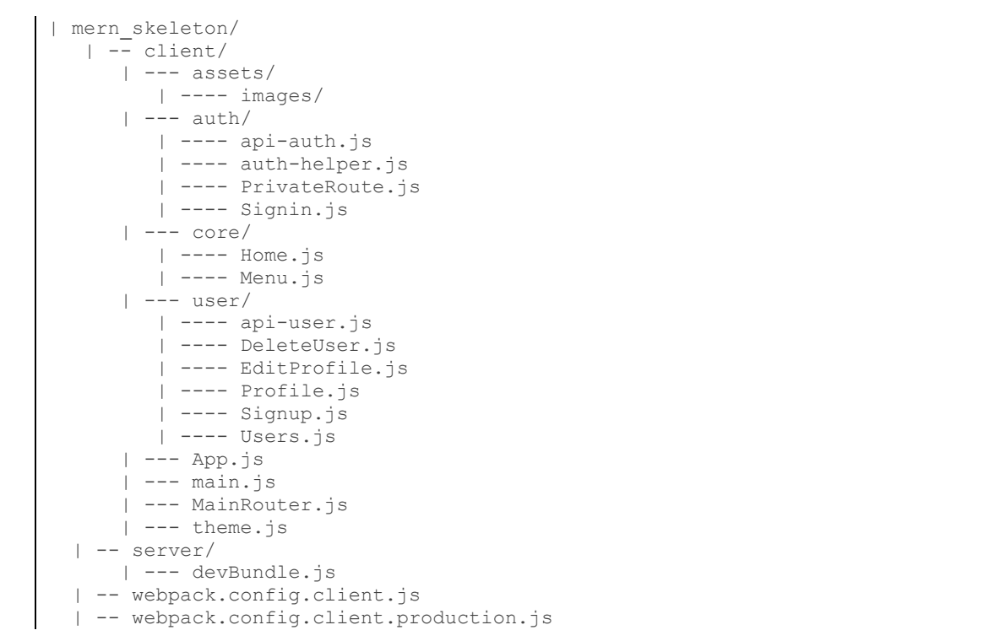 | mern_skeleton/
| -- client/
| --- assets/
| ---- images/
| --- auth/
| ---- api-auth.js
| ---- auth-helper.js
| ---- PrivateRoute.js
| ---- Signin.js
| --- core/
| ---- Home.js
| ---- Menu.js
| --- user/
| ---- api-user.js
| ---- DeleteUser.js
| ---- EditProfile.js
| ---- Profile.js
| ---- Signup.js
| ---- Users.js
| --- App.js
| --- main.js
| --- MainRouter.js
| --- theme.js
| -- server/
| --- devBundle.js
| -- webpack.config.client.js
| -- webpack.config.client.production.js